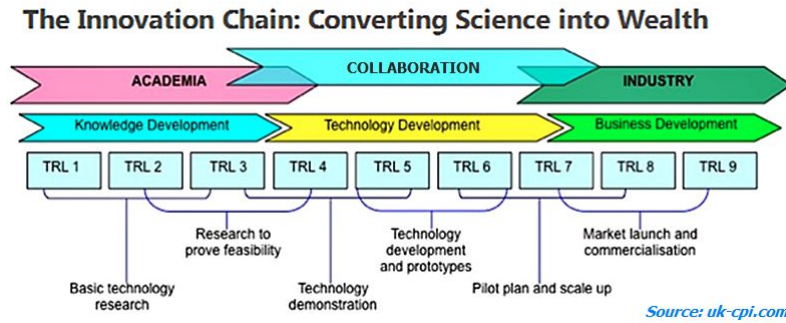 The Innovation Chain: Converting Science into Wealth
COLLABORATION
ACADEMIA
INDUSTRY
Knowledge Development
Technology Development
Business Development
TRL 1
TRL 2
TRL 3
TRL 4
TRL 5
TRL 6
TRL 7
TRL 8
TRL 9
Research to
prove feasibility
Technology
development
and prototypes
Market launch and
commercialisation
Basic technology
research
Technology
demonstration
Pilot plan and scale up
Source: uk-cpi.com